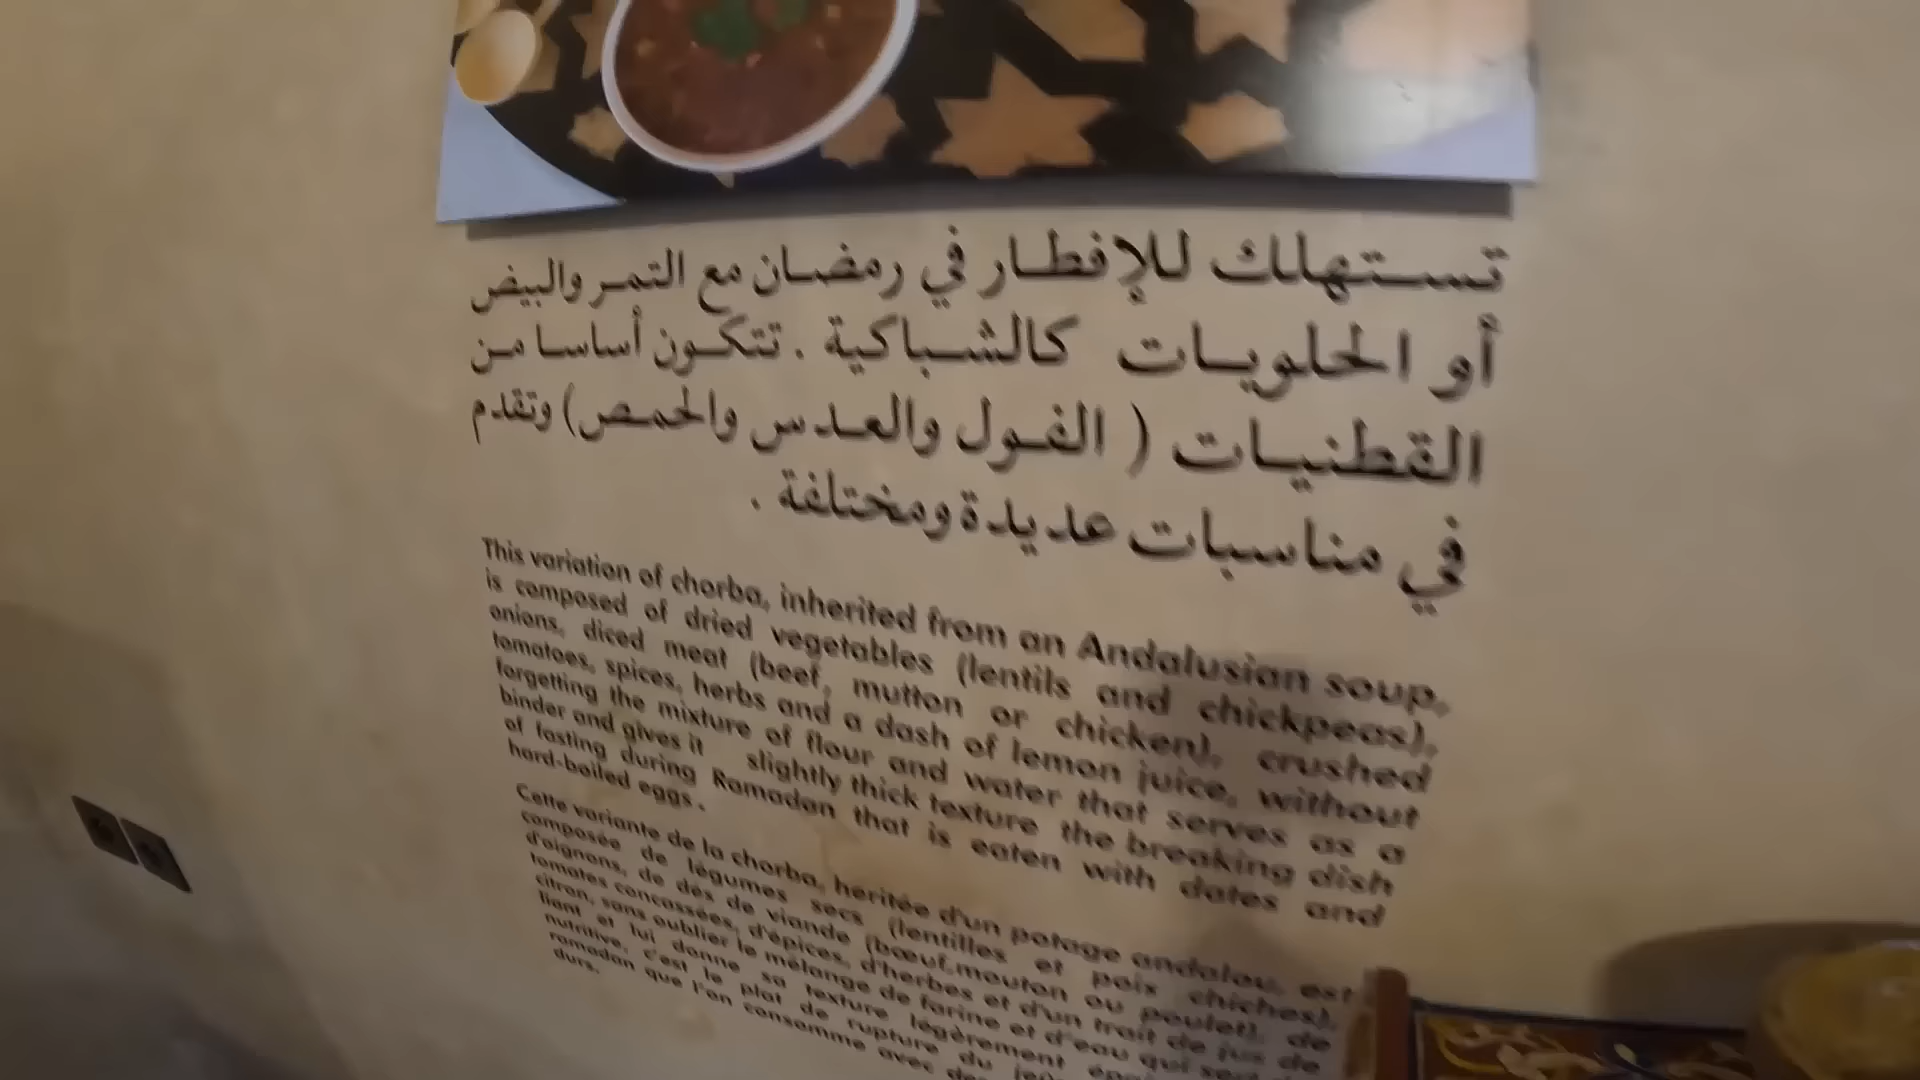 تستهلك للإفطار في رمضان مع التمر والبيض
أو الحلويات كالشباكية . تتكون أساسا من
القطنيات ( الفول والعدس والحمص) وتقدم
في مناسبات عديدة ومختلفة .
This variation of chorba, inherited from an Andalusian soup,
is composed of dried vegetables (lentils and chickpeas),
onions, diced meat (beef, mutton or chicken), crushed
tomatoes, spices, herbs and a dash of lemon juice, without
forgetting the mixture of flour and water that serves as a
binder and gives it slightly thick texture the breaking dish
of fasting during Ramadan that is eaten with dates and
hard-boiled eggs .
Cette variante de la chorba, heritée d'un potage andalou, est
composée de légumes secs (lentilles et pois chiches),
d'oignons, de dés de viande (bœuf,mouton ou poulet), de
tomates concassées, d'épices, d'herbes et d'un trait de jus de
citron, sans oublier le mélange de farine et d'eau qui sert
liant et lui donne sa texture légèrement
nutritive, c'est le plat de rupture du
ramadan que l'on consomme avec
durs.